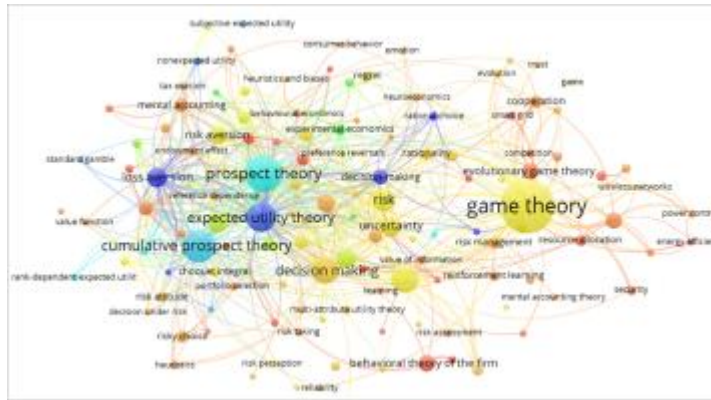 subjective expected utility
consumer behavior
emotion
nonexpected utility
trust
evolution
heuristics and biases
regret
tax evasion
game
neuroeconomics
mental accounting
cooperation
behavioural economics
smart grid
experimental economics
risk aversion
endowment effect
preference reversals
rationality
competition
standard gamble
prospect theory
evolutionary game theory
loss aversion
decision-making
wireless networks
reference dependence
risk
game theory
value function
expected utility theory
power control
uncertainty
resource allocation
cumulative prospect theory
risk management
energy efficien
value of information
rank-dependent expected utilit
choquet integral
decision making
reinforcement learning
portfolio selection
learning
security
risk attitude
mental accounting theory
decision under risk
multi-attribute utility theory
risk taking
risk assessment
risky choice
heuristics
risk perception
behavioral theory of the firm
reliability